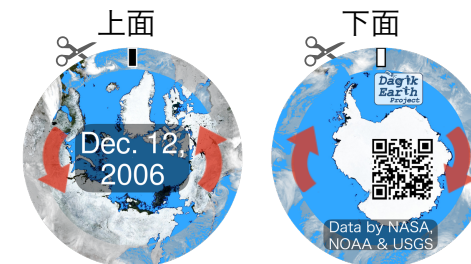 上面
下面
Dec. 12,
2006
Dagik
Earth
Project
Data by NASA,
NOAA & USGS